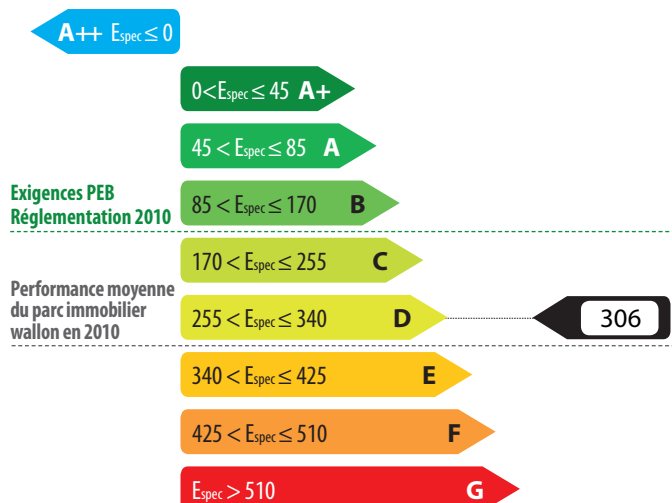 A++ Espec ≤ 0
0<Espec ≤ 45 A+
45 < Espec ≤ 85 A
Exigences PEB
Réglementation 2010
85 < Espec ≤ 170 B
170 < Espec ≤ 255 C
Performance moyenne
du parc immobilier
wallon en 2010
255 < Espec ≤ 340 D
306
340 < Espec ≤ 425 E
425 < Espec ≤ 510 F
Espec > 510 G